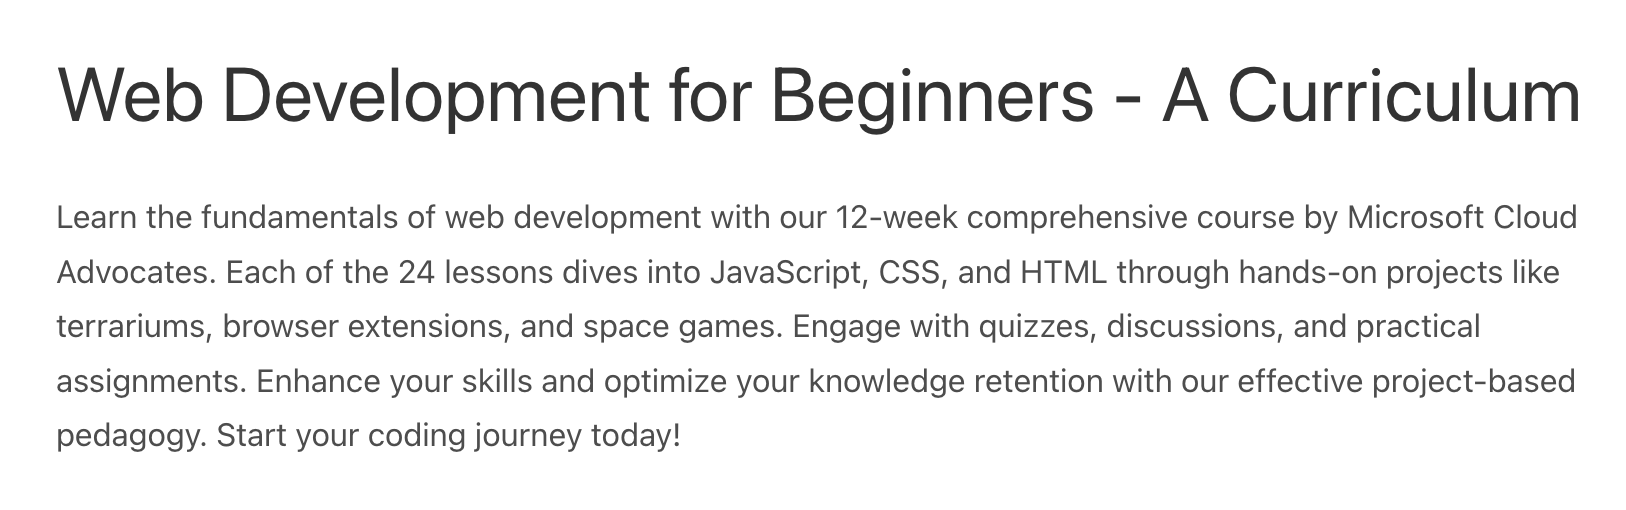 Web Development for Beginners - A Curriculum
Learn the fundamentals of web development with our 12-week comprehensive course by Microsoft Cloud
Advocates. Each of the 24 lessons dives into JavaScript, CSS, and HTML through hands-on projects like
terrariums, browser extensions, and space games. Engage with quizzes, discussions, and practical
assignments. Enhance your skills and optimize your knowledge retention with our effective project-based
pedagogy. Start your coding journey today!